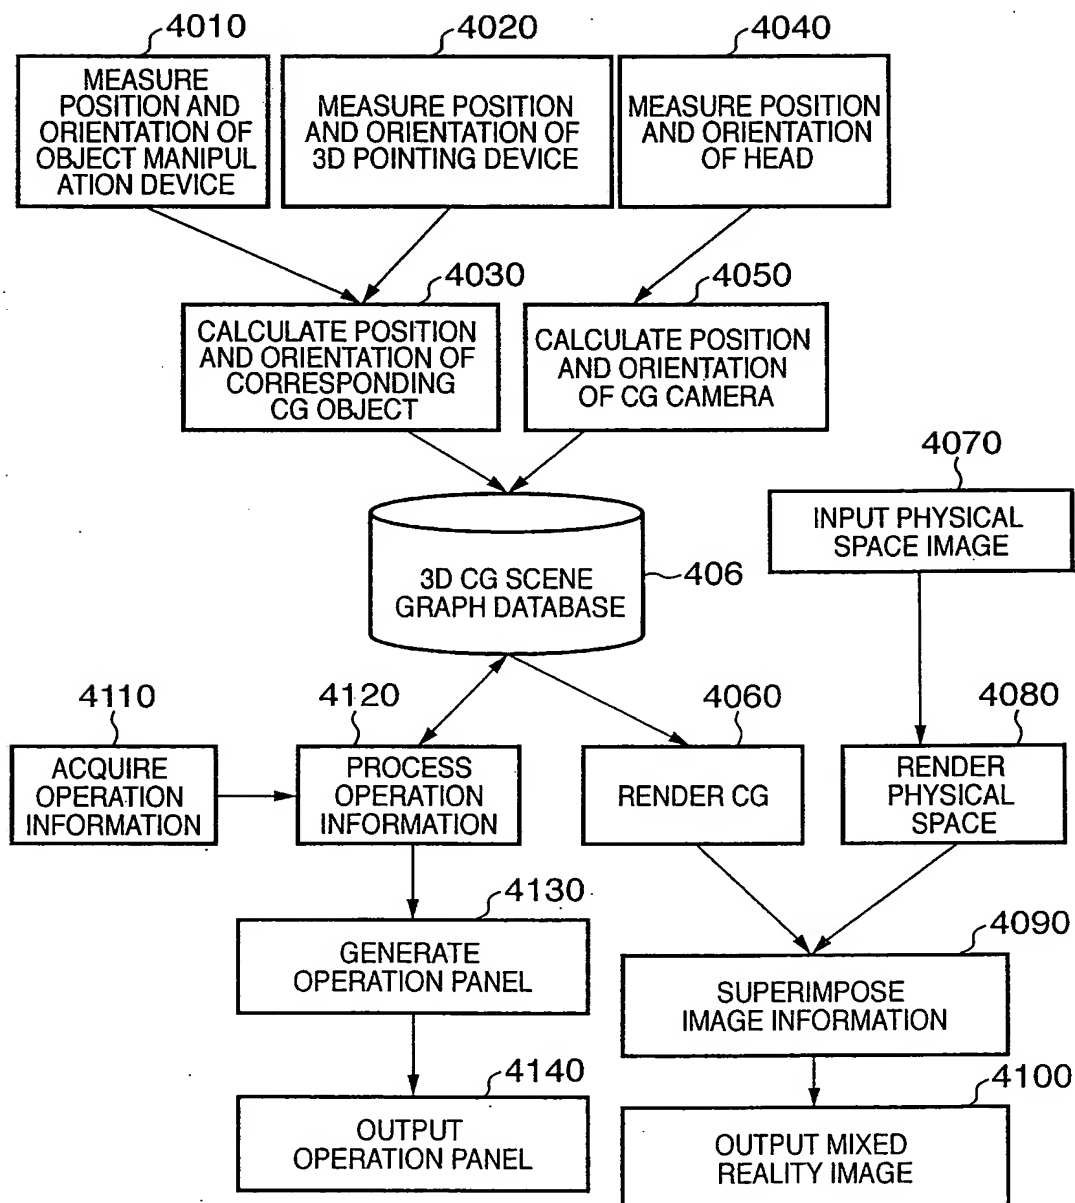 4010
MEASURE
POSITION AND
ORIENTATION OF
OBJECT MANIPUL
ATION DEVICE
4020
MEASURE POSITION
AND ORIENTATION OF
3D POINTING DEVICE
4040
MEASURE POSITION
AND ORIENTATION
OF HEAD
4030
CALCULATE POSITION
AND ORIENTATION OF
CORRESPONDING
CG OBJECT
4050
CALCULATE POSITION
AND ORIENTATION
OF CG CAMERA
3D CG SCENE
GRAPH DATABASE
406
4070
INPUT PHYSICAL
SPACE IMAGE
4110
ACQUIRE
OPERATION
INFORMATION
4120
PROCESS
OPERATION
INFORMATION
4060
RENDER CG
4080
RENDER
PHYSICAL
SPACE
4130
GENERATE
OPERATION PANEL
4090
SUPERIMPOSE
IMAGE INFORMATION
4140
OUTPUT
OPERATION PANEL
4100
OUTPUT MIXED
REALITY IMAGE